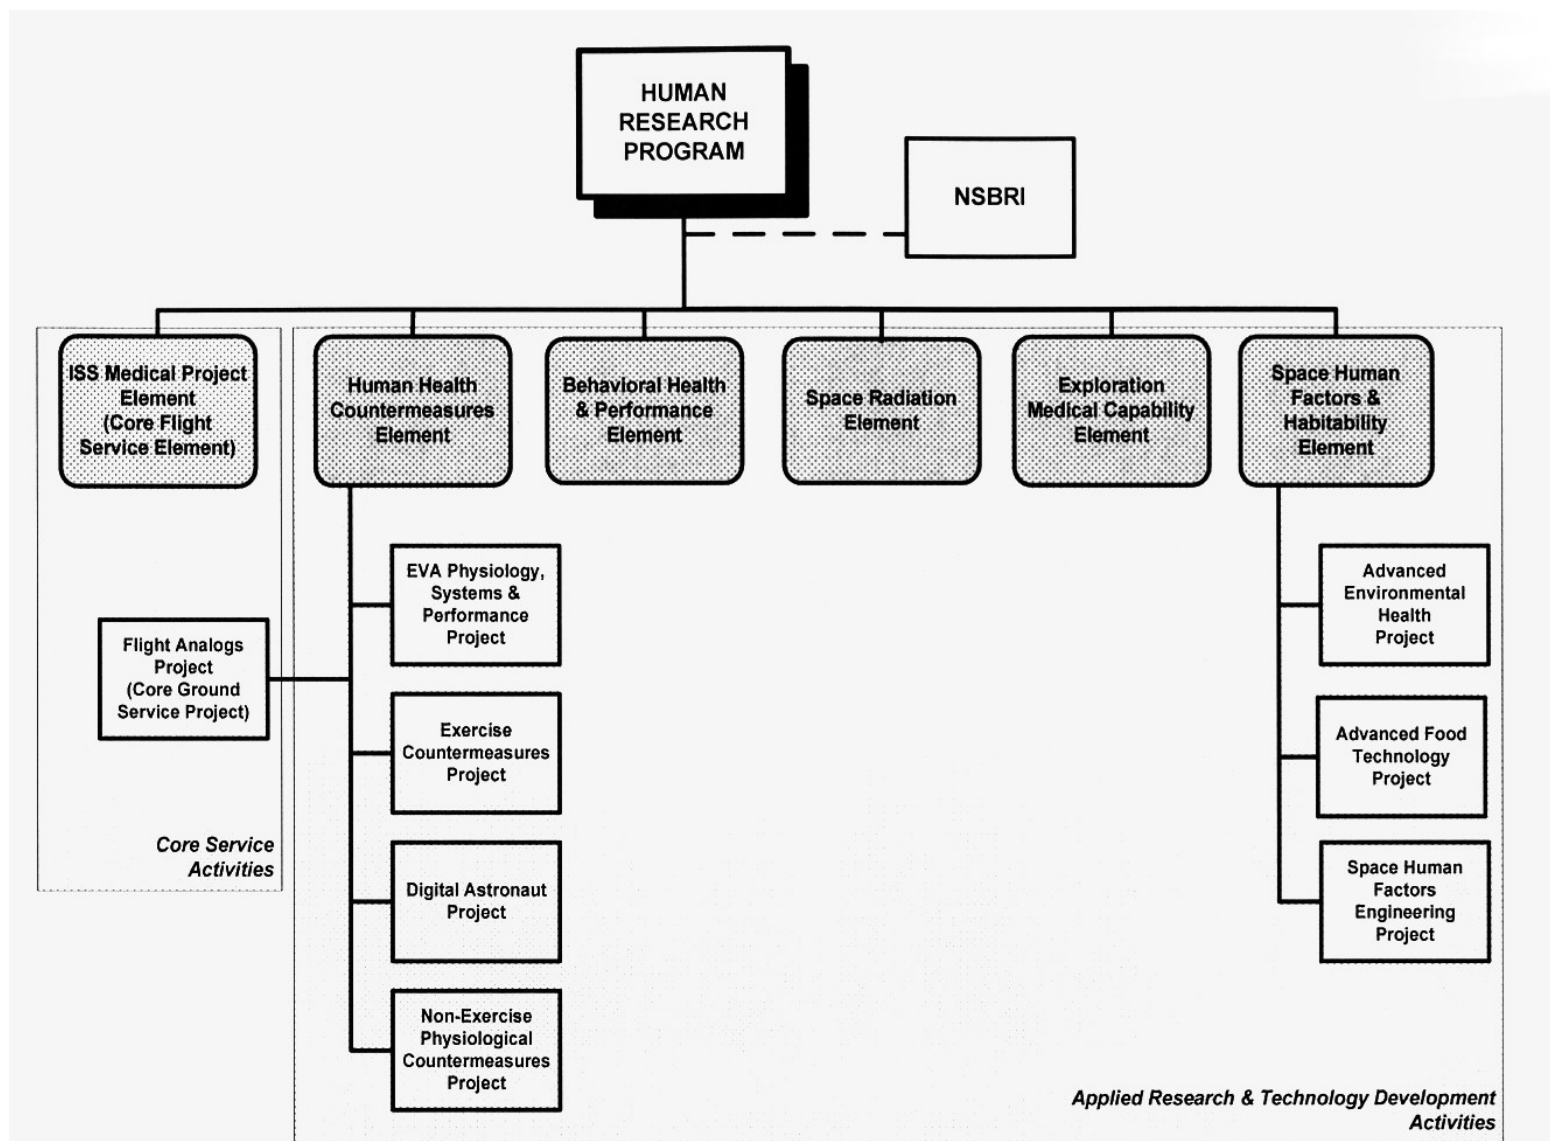 HUMAN
RESEARCH
PROGRAM
NSBRI
ISS Medical Project
Element
(Core Flight
Service Element)
Human Health
Countermeasures
Element
Behavioral Health
& Performance
Element
Space Radiation
Element
Exploration
Medical Capability
Element
Space Human
Factors &
Habitability
Element
Flight Analogs
Project
(Core Ground
Service Project)
EVA Physiology,
Systems &
Performance
Project
Exercise
Countermeasures
Project
Digital Astronaut
Project
Non-Exercise
Physiological
Countermeasures
Project
Advanced
Environmental
Health
Project
Advanced Food
Technology
Project
Space Human
Factors
Engineering
Project
Core Service
Activities
Applied Research & Technology Development
Activities